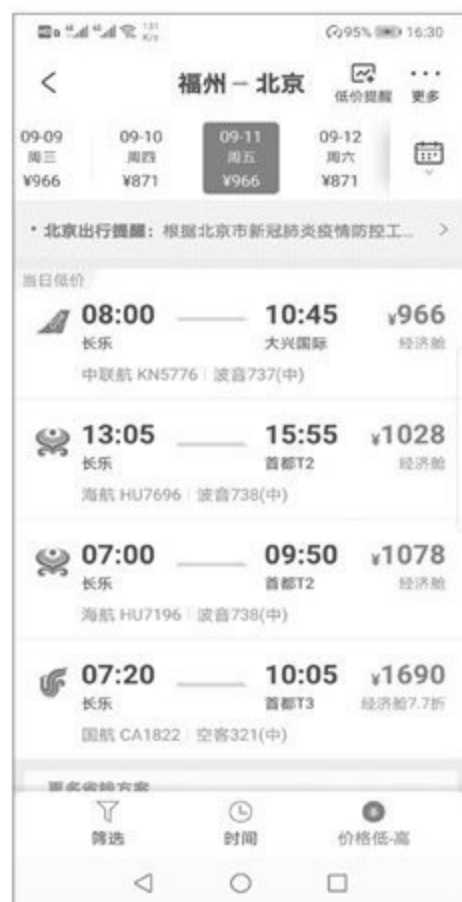 95% 16:30
福州 – 北京
低价提醒 更多
09-09 09-10 09-11 09-12
周三 周四 周五 周六
¥966 ¥871 ¥966 ¥871
• 北京出行提醒：根据北京市新冠肺炎疫情防控工... >
当日低价
08:00 10:45 ¥966
长乐 大兴国际 经济舱
中联航 KN5776 | 波音737(中)
13:05 15:55 ¥1028
长乐 首都T2 经济舱
海航 HU7696 | 波音738(中)
07:00 09:50 ¥1078
长乐 首都T2 经济舱
海航 HU7196 | 波音738(中)
07:20 10:05 ¥1690
长乐 首都T3 经济舱7.7折
国航 CA1822 | 空客321(中)
筛选 时间 价格低-高